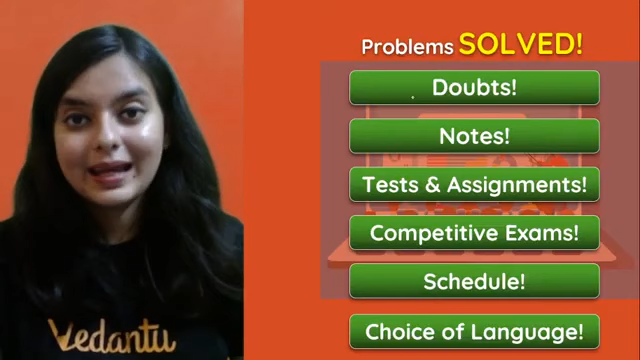 Problems SOLVED!
Doubts!
Notes!
Tests & Assignments!
Competitive Exams!
Schedule!
Choice of Language!
Vedantu